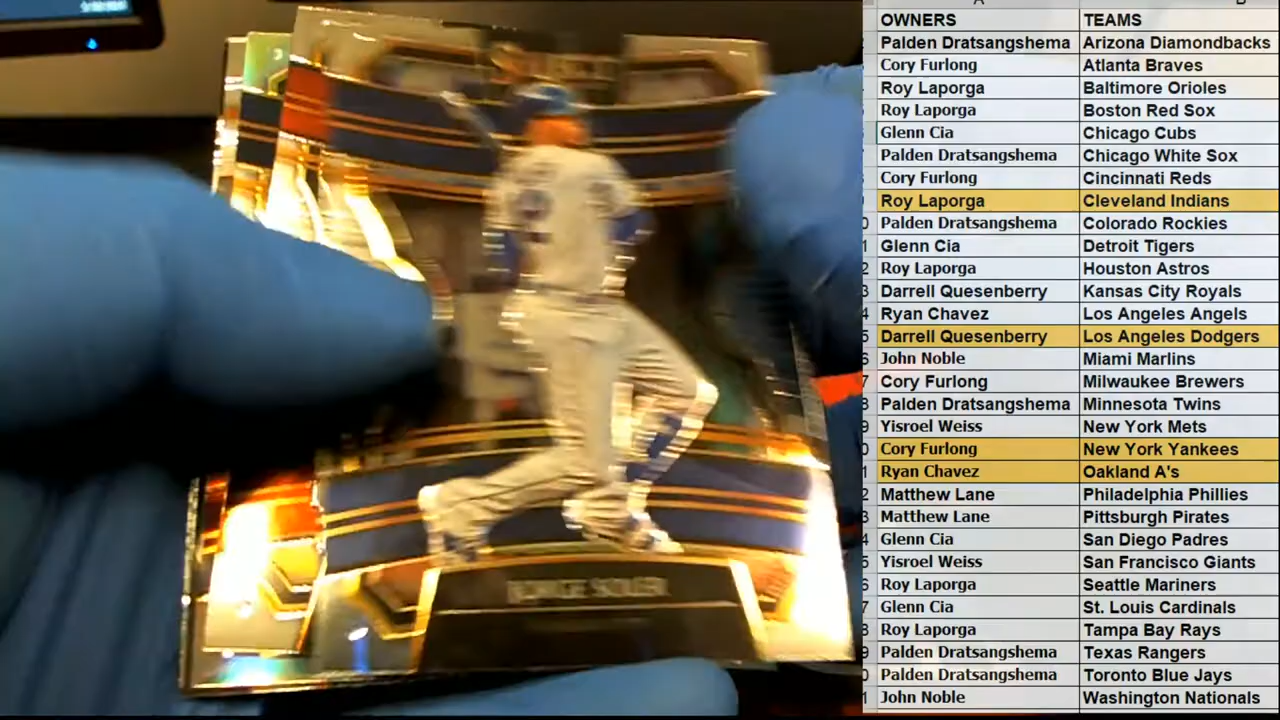 OWNERS TEAMS
Palden Dratsangshema Arizona Diamondbacks
Cory Furlong Atlanta Braves
Roy Laporga Baltimore Orioles
Roy Laporga Boston Red Sox
Glenn Cia Chicago Cubs
Palden Dratsangshema Chicago White Sox
Cory Furlong Cincinnati Reds
Roy Laporga Cleveland Indians
Palden Dratsangshema Colorado Rockies
Glenn Cia Detroit Tigers
Roy Laporga Houston Astros
Darrell Quesenberry Kansas City Royals
Ryan Chavez Los Angeles Angels
Darrell Quesenberry Los Angeles Dodgers
John Noble Miami Marlins
Cory Furlong Milwaukee Brewers
Palden Dratsangshema Minnesota Twins
Yisroel Weiss New York Mets
Cory Furlong New York Yankees
Ryan Chavez Oakland A's
Matthew Lane Philadelphia Phillies
Matthew Lane Pittsburgh Pirates
Glenn Cia San Diego Padres
Yisroel Weiss San Francisco Giants
Roy Laporga Seattle Mariners
Glenn Cia St. Louis Cardinals
Roy Laporga Tampa Bay Rays
Palden Dratsangshema Texas Rangers
Palden Dratsangshema Toronto Blue Jays
John Noble Washington Nationals
JORGE SOLER